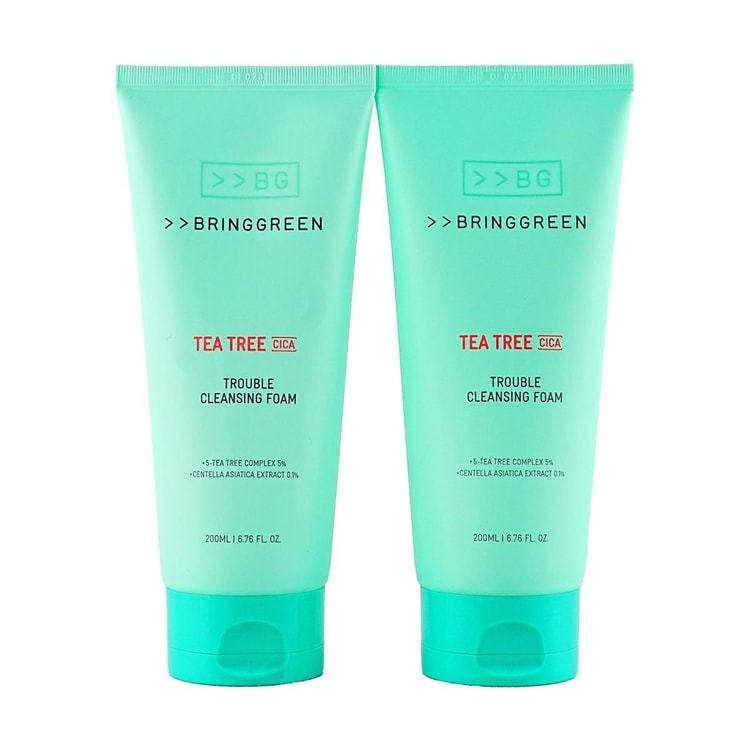 >>BG
>>BRINGGREEN
TEA TREE CICA
TROUBLE
CLEANSING FOAM
+5-TEA TREE COMPLEX 5%
+CENTELLA ASIATICA EXTRACT 0.1%
200ML | 6.76 FL. OZ.
>>BG
>>BRINGGREEN
TEA TREE CICA
TROUBLE
CLEANSING FOAM
+5-TEA TREE COMPLEX 5%
+CENTELLA ASIATICA EXTRACT 0.1%
200ML | 6.76 FL. OZ.